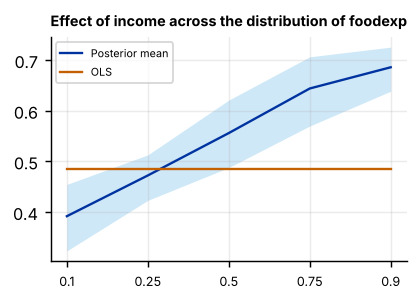 Effect of income across the distribution of foodexp
Posterior mean
OLS
0.7
0.6
0.5
0.4
0.1 0.25 0.5 0.75 0.9